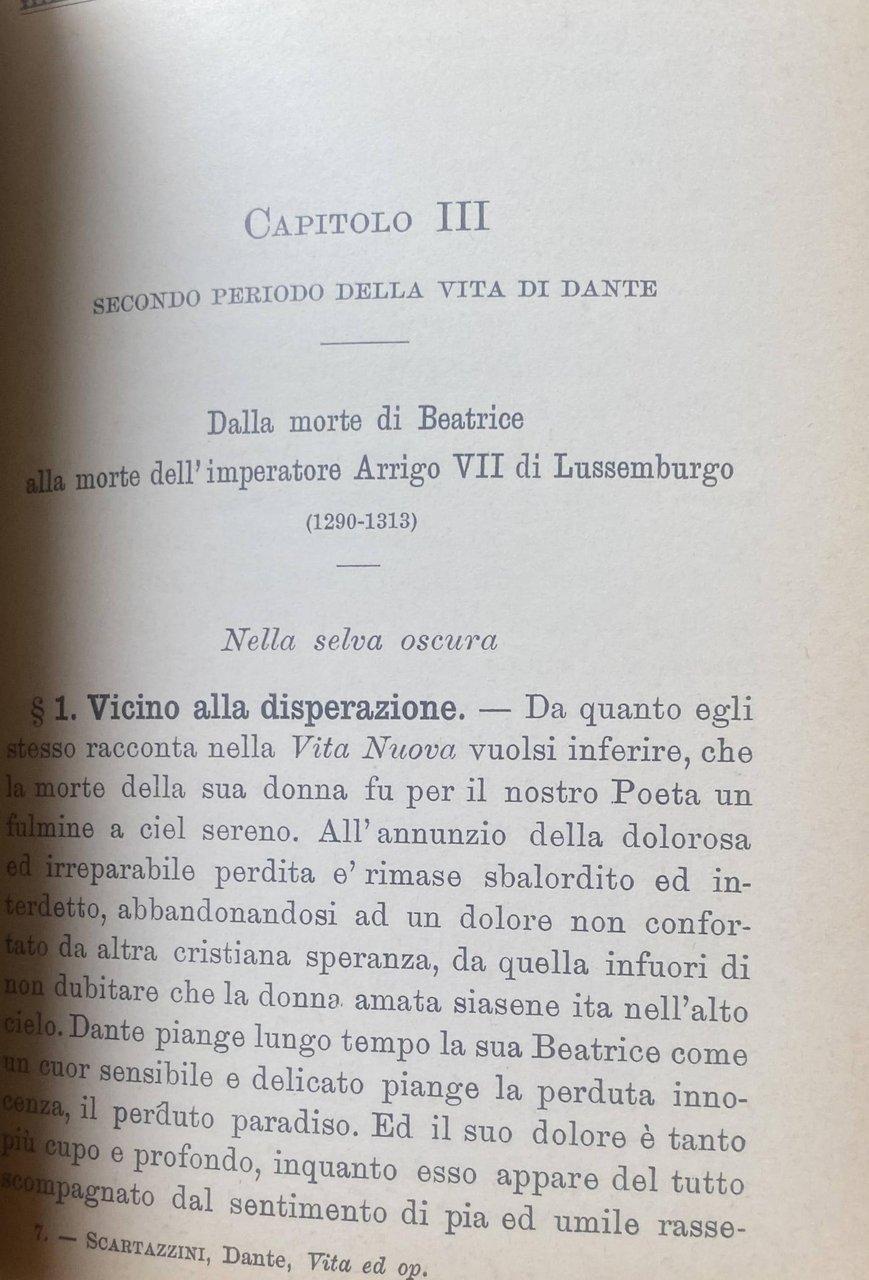 CAPITOLO III
SECONDO PERIODO DELLA VITA DI DANTE
Dalla morte di Beatrice
alla morte dell'imperatore Arrigo VII di Lussemburgo
(1290-1313)
Nella selva oscura
§ 1. Vicino alla disperazione. — Da quanto egli
stesso racconta nella Vita Nuova vuolsi inferire, che
la morte della sua donna fu per il nostro Poeta un
fulmine a ciel sereno. All'annunzio della dolorosa
ed irreparabile perdita e' rimase sbalordito ed in-
terdetto, abbandonandosi ad un dolore non confor-
tato da altra cristiana speranza, da quella infuori di
non dubitare che la donna amata siasene ita nell'alto
cielo. Dante piange lungo tempo la sua Beatrice come
un cuor sensibile e delicato piange la perduta inno-
cenza, il perduto paradiso. Ed il suo dolore è tanto
più cupo e profondo, inquanto esso appare del tutto
scompagnato dal sentimento di pia ed umile rasse-
7. — SCARTAZZINI, Dante, Vita ed op.